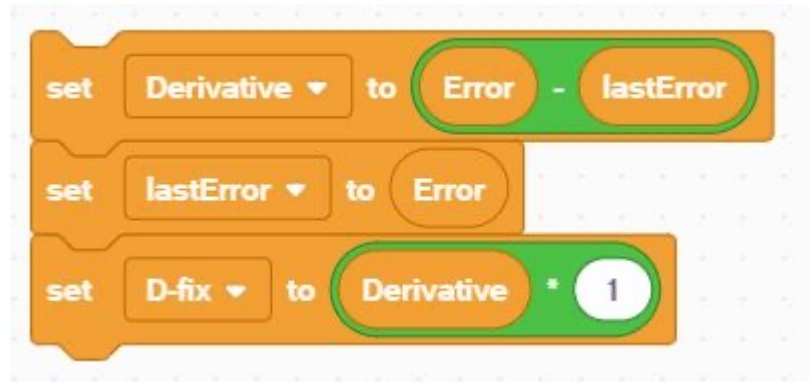 set Derivative to Error - lastError
set lastError to Error
set D-fix to Derivative * 1